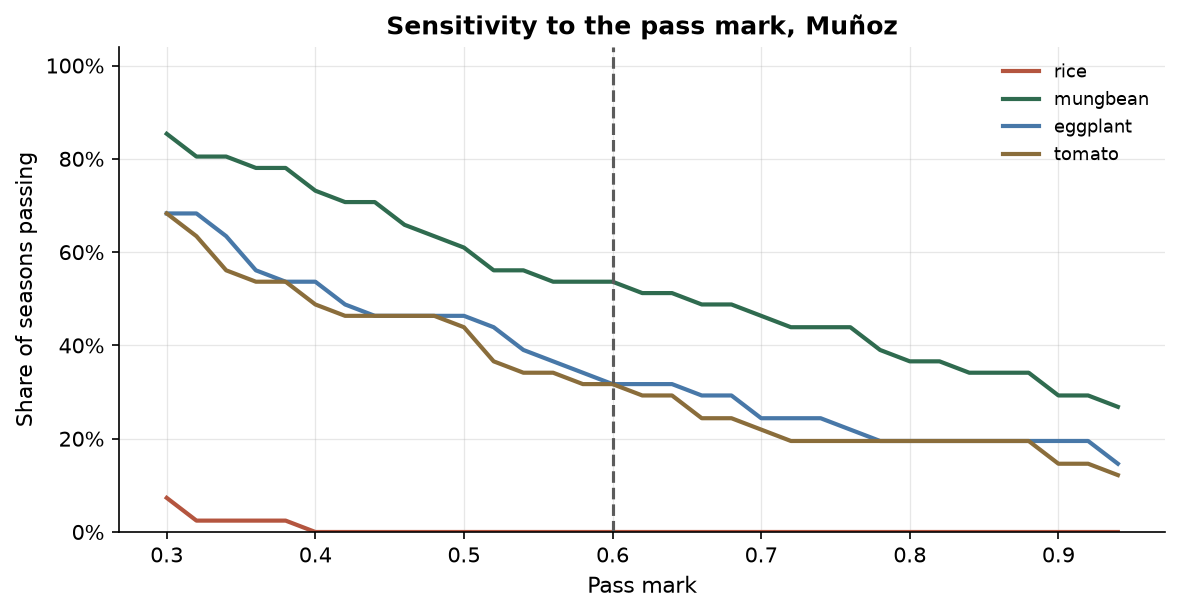 Sensitivity to the pass mark, Muñoz
Share of seasons passing
100%
80%
60%
40%
20%
0%
rice
mungbean
eggplant
tomato
0.3 0.4 0.5 0.6 0.7 0.8 0.9
Pass mark